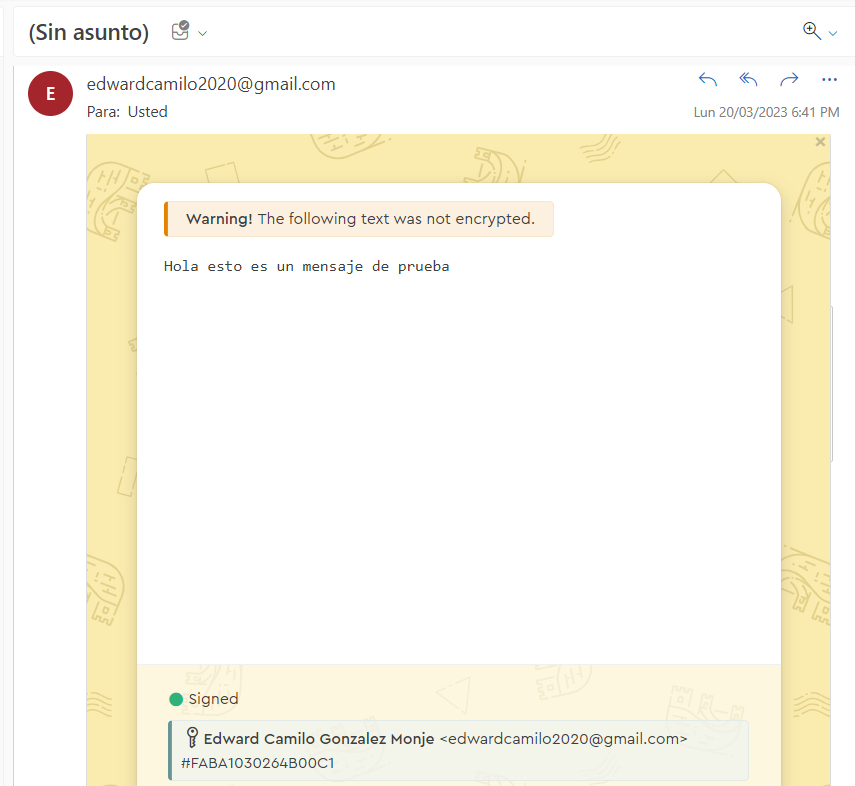 (Sin asunto)
E
edwardcamilo2020@gmail.com
Para: Usted
Lun 20/03/2023 6:41 PM
Warning! The following text was not encrypted.
Hola esto es un mensaje de prueba
Signed
Edward Camilo Gonzalez Monje <edwardcamilo2020@gmail.com>
#FABA1030264B00C1